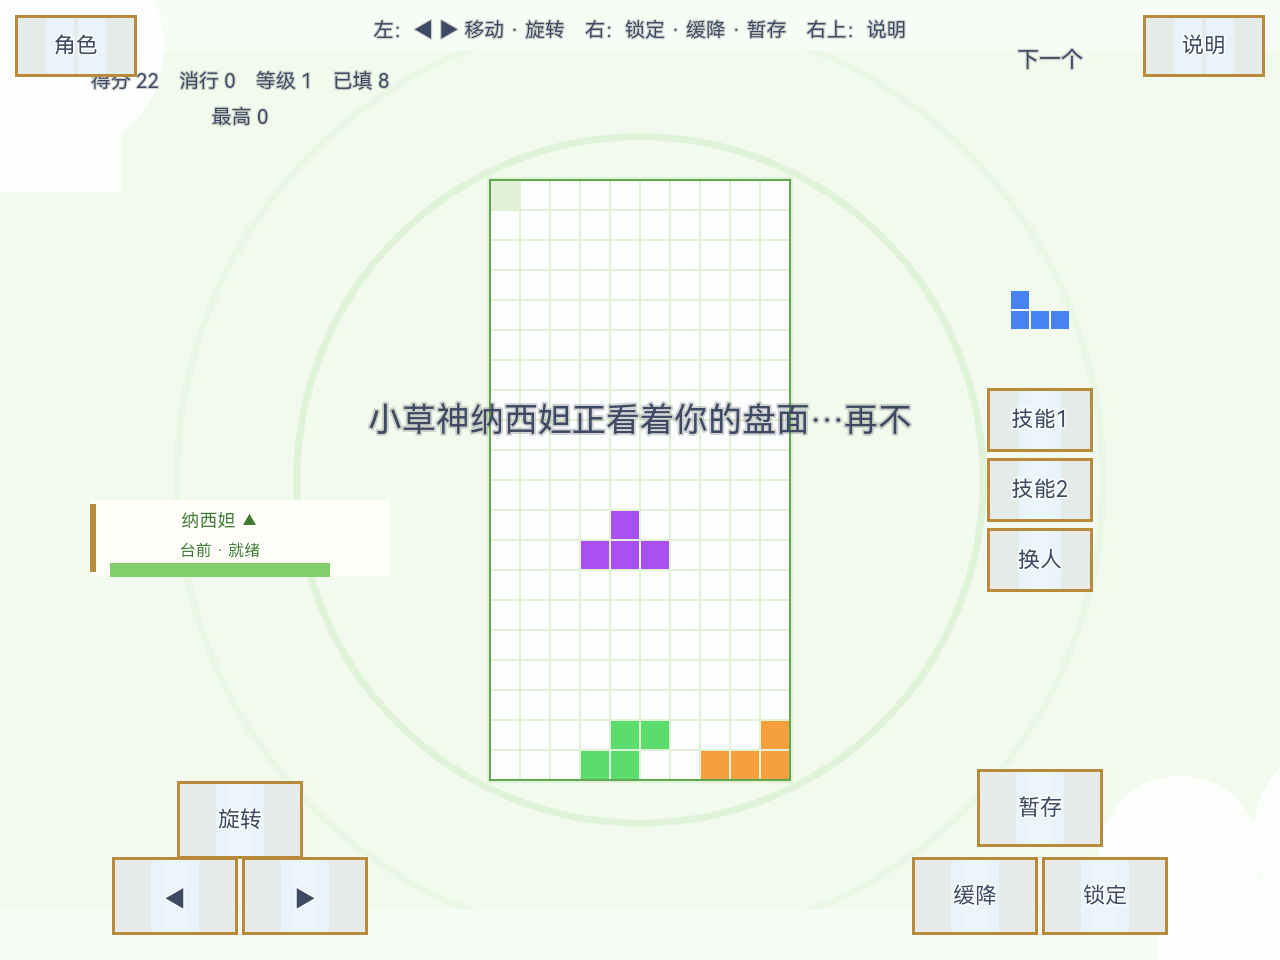 角色
左: ◀ ▶ 移动 · 旋转 右: 锁定 · 缓降 · 暂存 右上: 说明
说明
下一个
得分 22 消行 0 等级 1 已填 8
最高 0
小草神纳西妲正看着你的盘面…再不
技能1
技能2
换人
纳西妲 ▲
台前 · 就绪
旋转
◀ ▶
暂存
缓降 锁定